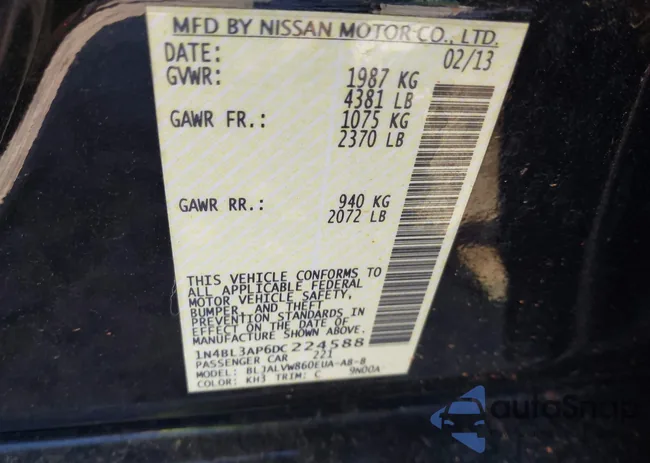 MFD BY NISSAN MOTOR CO., LTD.
DATE: 02/13
GVWR: 1987 KG
4381 LB
GAWR FR.: 1075 KG
2370 LB
GAWR RR.: 940 KG
2072 LB
THIS VEHICLE CONFORMS TO
ALL APPLICABLE FEDERAL
MOTOR VEHICLE SAFETY,
BUMPER, AND THEFT
PREVENTION STANDARDS IN
EFFECT ON THE DATE OF
MANUFACTURE SHOWN ABOVE.
1N4BL3AP6DC224588
PASSENGER CAR 221
MODEL: BLJALVW860EUA-A8-B
COLOR: KH3 TRIM: C 9N00A
autoSnap